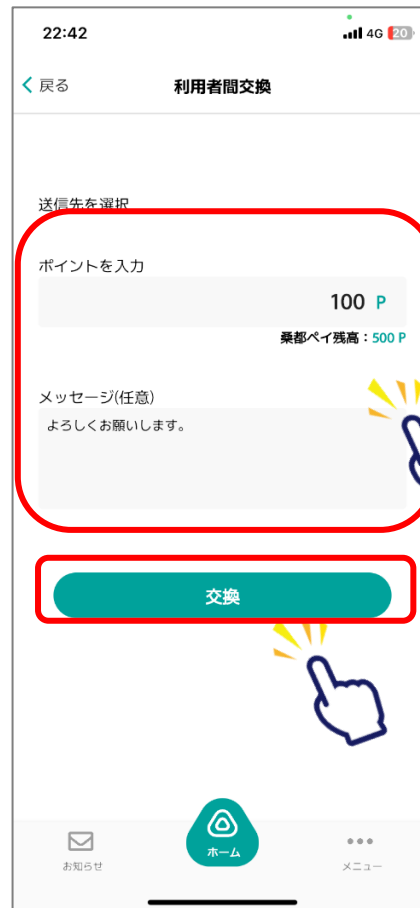 22:42
4G 20
戻る
利用者間交換
送信先を選択
ポイントを入力
100 P
桑都ペイ残高：500 P
メッセージ(任意)
よろしくお願いします。
交換
お知らせ
ホーム
メニュー